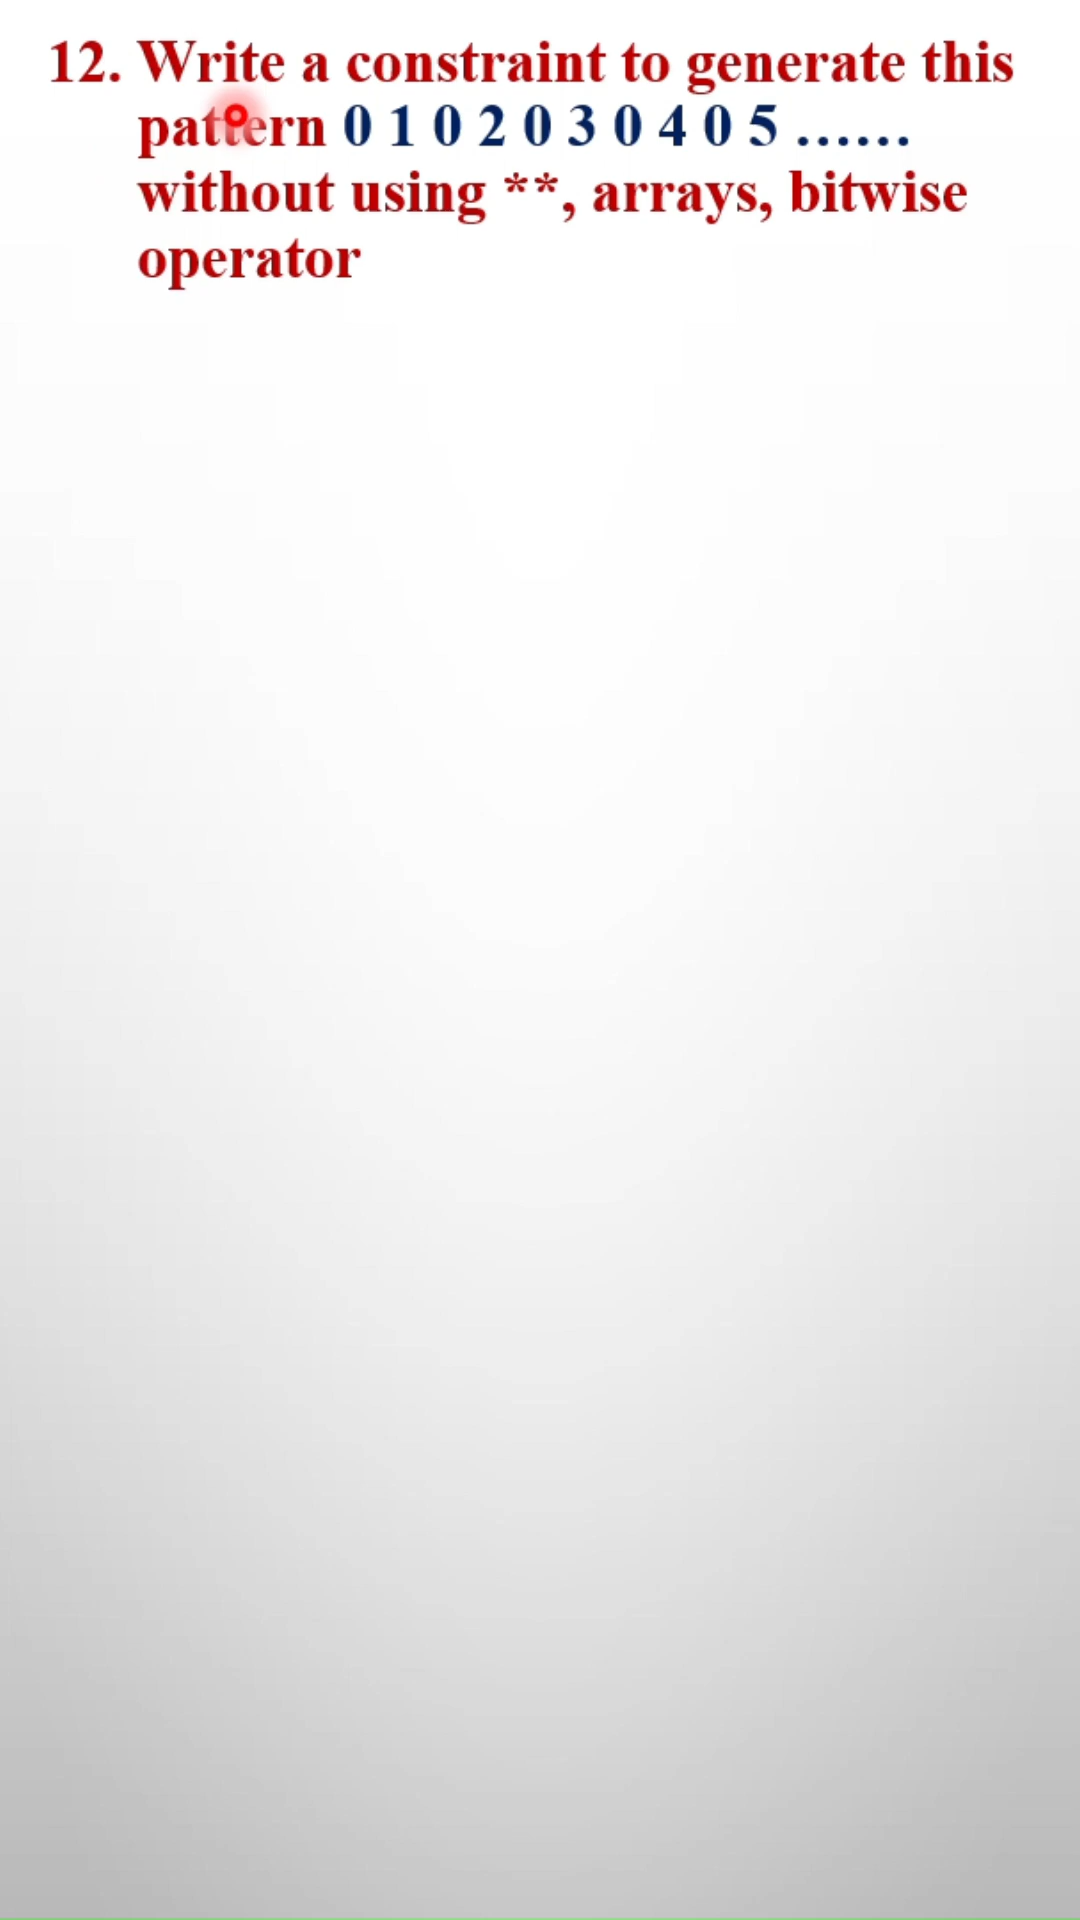 12. Write a constraint to generate this
pattern 0 1 0 2 0 3 0 4 0 5 ......
without using **, arrays, bitwise
operator